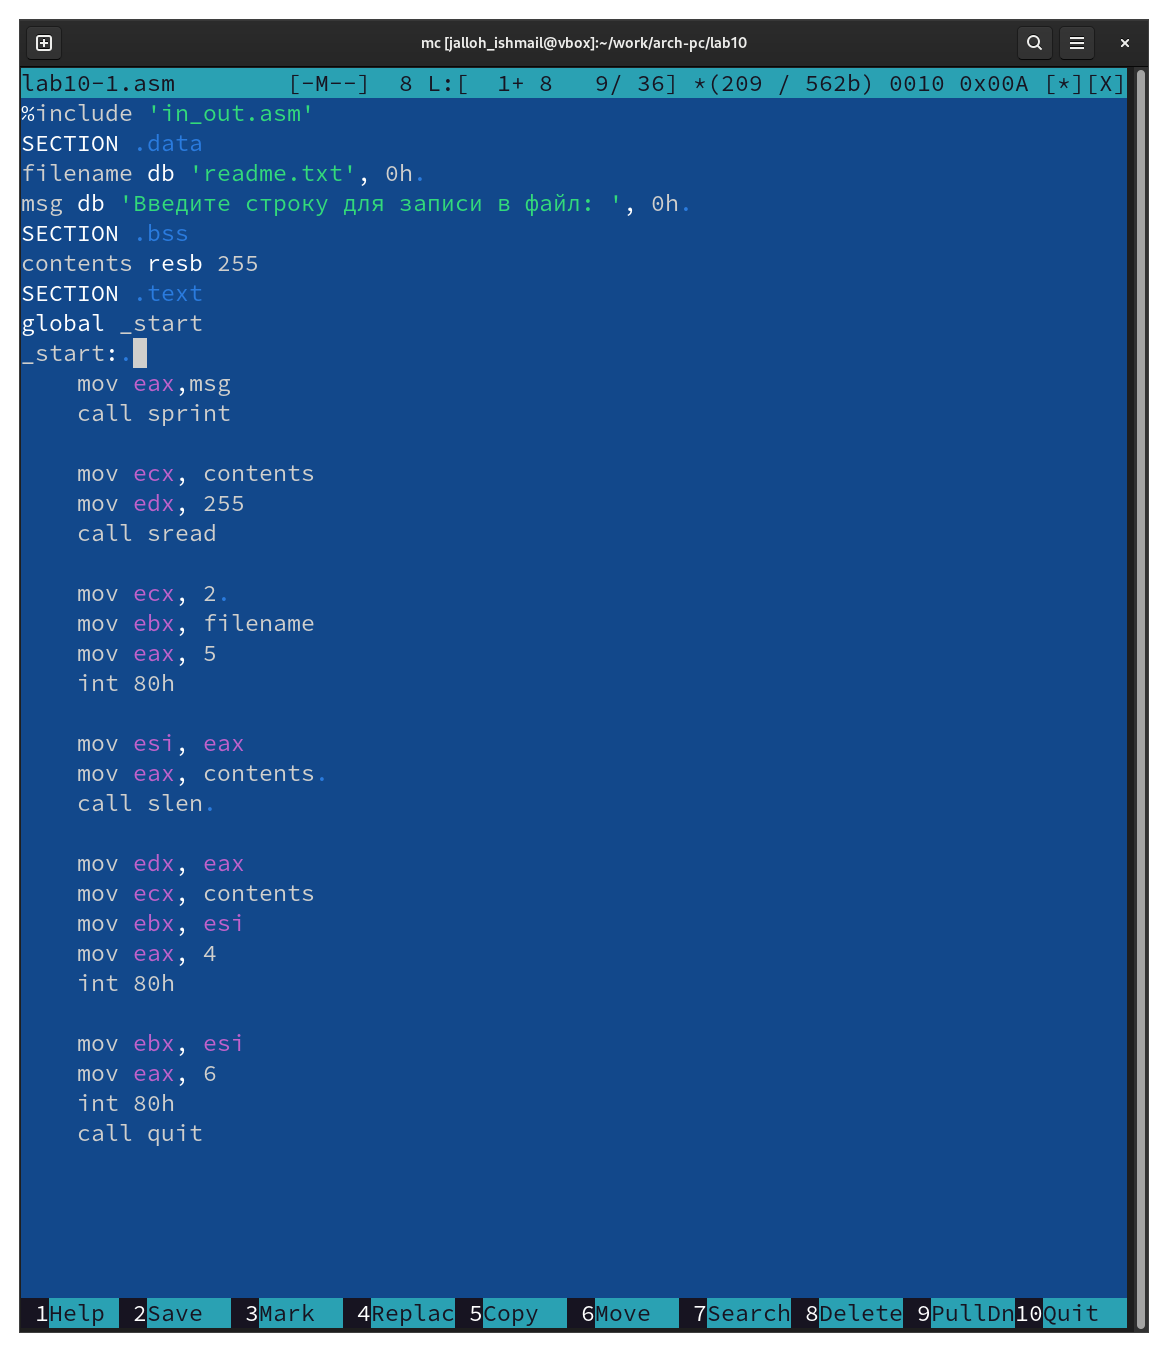 mc [jalloh_ishmail@vbox]:~/work/arch-pc/lab10
lab10-1.asm [-M--] 8 L:[ 1+ 8 9/ 36] *(209 / 562b) 0010 0x00A [*][X]
%include 'in_out.asm'
SECTION .data
filename db 'readme.txt', 0h.
msg db 'Введите строку для записи в файл: ', 0h.
SECTION .bss
contents resb 255
SECTION .text
global _start
_start:.
mov eax,msg
call sprint
mov ecx, contents
mov edx, 255
call sread
mov ecx, 2.
mov ebx, filename
mov eax, 5
int 80h
mov esi, eax
mov eax, contents.
call slen.
mov edx, eax
mov ecx, contents
mov ebx, esi
mov eax, 4
int 80h
mov ebx, esi
mov eax, 6
int 80h
call quit
1Help 2Save 3Mark 4Replac 5Copy 6Move 7Search 8Delete 9PullDn 10Quit